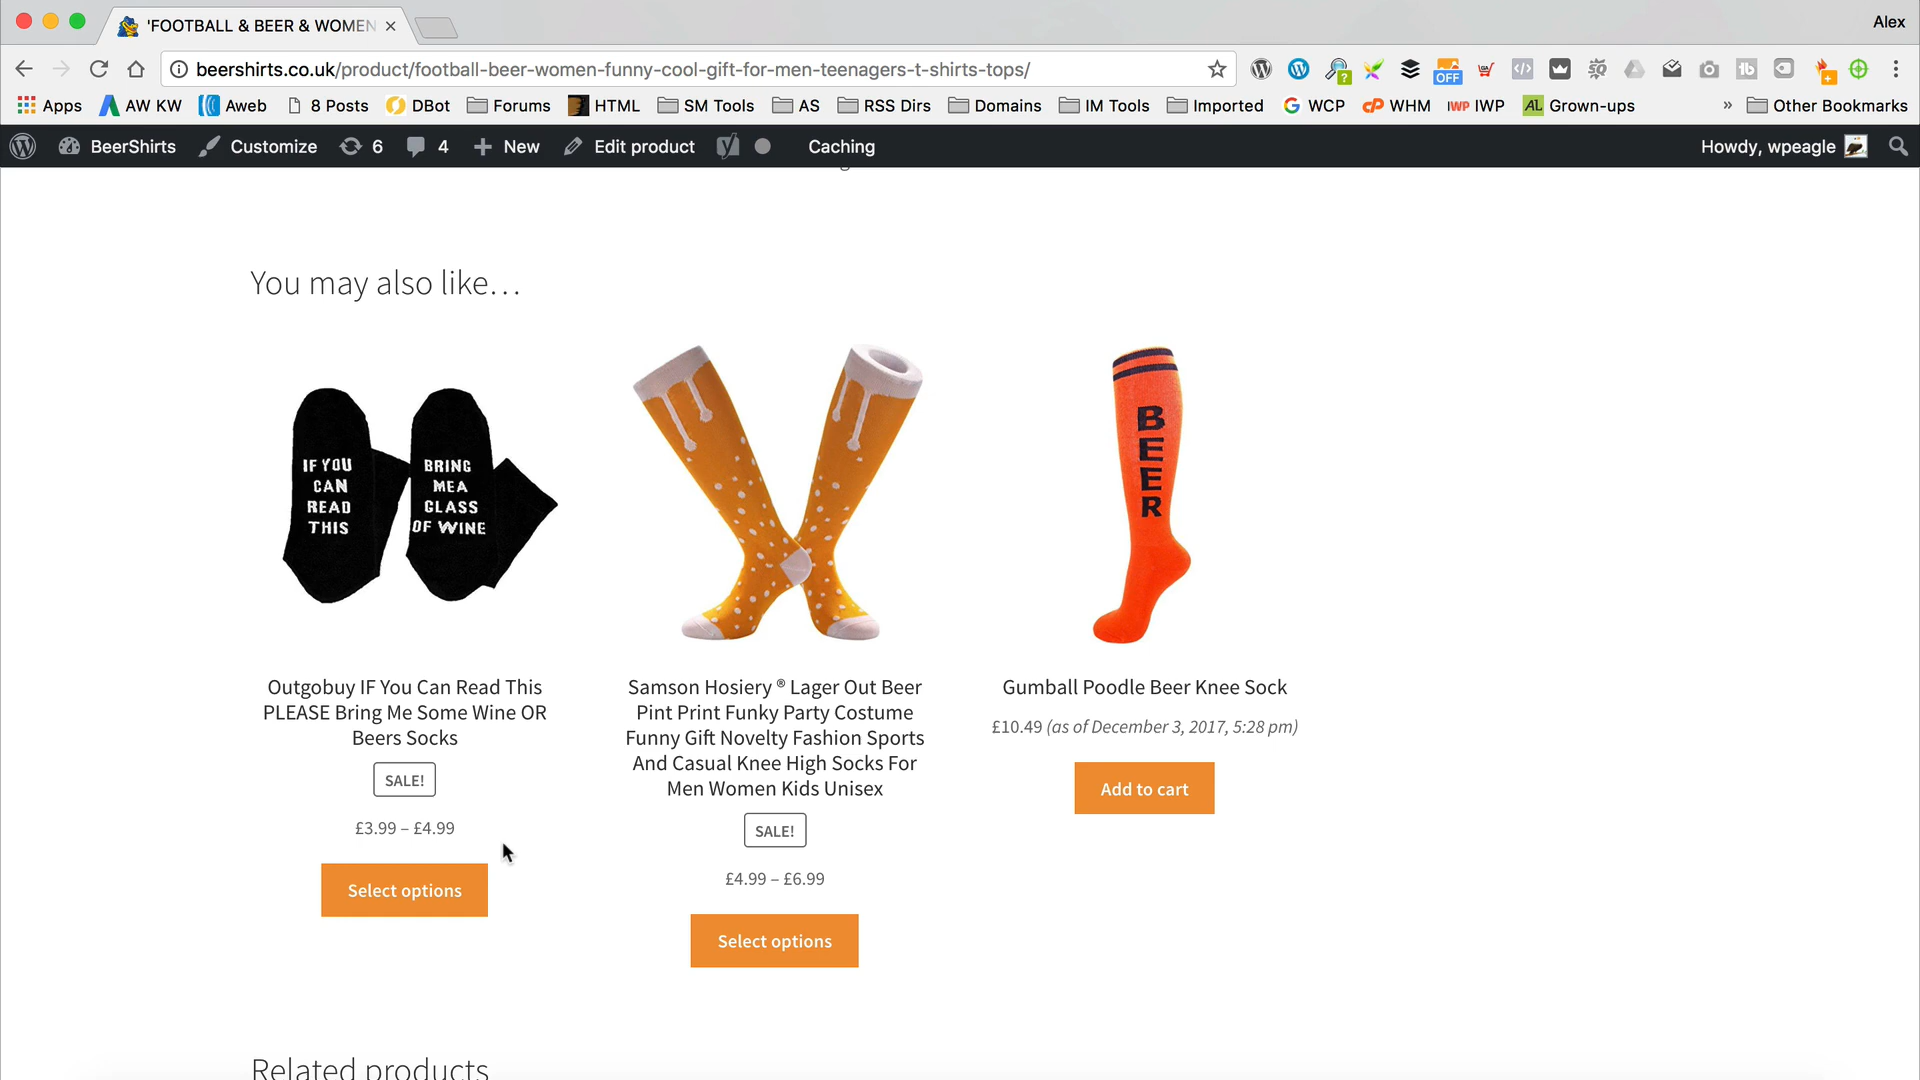 'FOOTBALL & BEER & WOMEN
Alex
beershirts.co.uk/product/football-beer-women-funny-cool-gift-for-men-teenagers-t-shirts-tops/
OFF
Apps AW KW Aweb 8 Posts DBot Forums HTML SM Tools AS RSS Dirs Domains IM Tools Imported WCP WHM IWP Grown-ups » Other Bookmarks
BeerShirts Customize 6 4 New Edit product Caching Howdy, wpeagle
You may also like…
IF YOU
CAN
READ
THIS
BRING
MEA
GLASS
OF WINE
BEER
Outgobuy IF You Can Read This
PLEASE Bring Me Some Wine OR
Beers Socks
SALE!
£3.99 – £4.99
Select options
Samson Hosiery ® Lager Out Beer
Pint Print Funky Party Costume
Funny Gift Novelty Fashion Sports
And Casual Knee High Socks For
Men Women Kids Unisex
SALE!
£4.99 – £6.99
Select options
Gumball Poodle Beer Knee Sock
£10.49 (as of December 3, 2017, 5:28 pm)
Add to cart
Related products